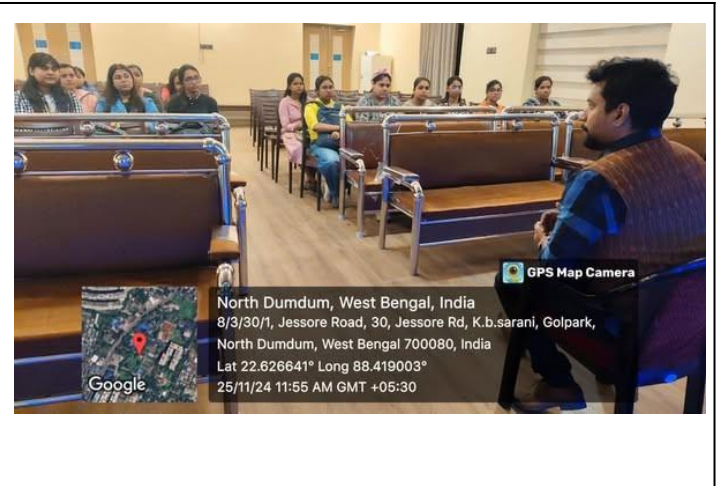 GPS Map Camera
North Dumdum, West Bengal, India
8/3/30/1, Jessore Road, 30, Jessore Rd, K.b.sarani, Golpark,
North Dumdum, West Bengal 700080, India
Lat 22.626641° Long 88.419003°
25/11/24 11:55 AM GMT +05:30
Google